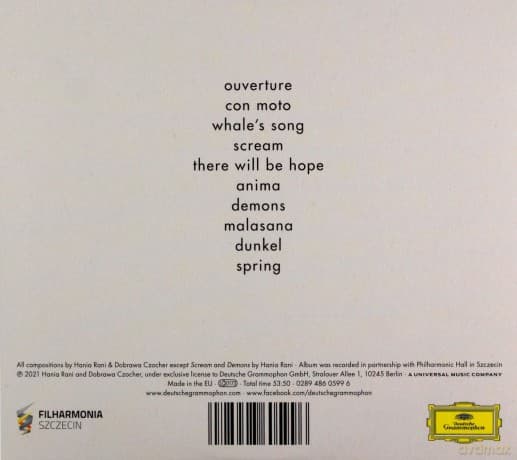 ouverture
con moto
whale's song
scream
there will be hope
anima
demons
malasana
dunkel
spring
All compositions by Hania Rani & Dobrawa Czocher except Scream and Demons by Hania Rani · Album was recorded in partnership with Philharmonic Hall in Szczecin
℗ 2021 Hania Rani and Dobrawa Czocher, under exclusive license to Deutsche Grammophon GmbH, Stralauer Allee 1, 10245 Berlin · A UNIVERSAL MUSIC COMPANY
Made in the EU · Total time 53:50 · 0289 486 0599 6
www.deutschegrammophon.com · www.facebook.com/deutschegrammophon
FILHARMONIA
SZCZECIN
Deutsche
Grammophon
avamax